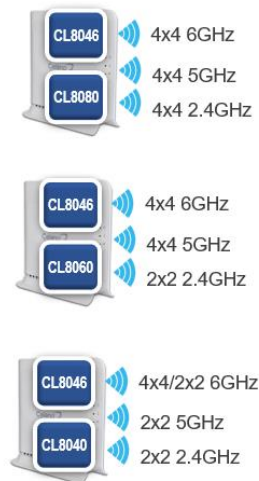 CL8046
4x4 6GHz
4x4 5GHz
CL8080
4x4 2.4GHz
CL8046
4x4 6GHz
4x4 5GHz
CL8060
2x2 2.4GHz
CL8046
4x4/2x2 6GHz
2x2 5GHz
CL8040
2x2 2.4GHz